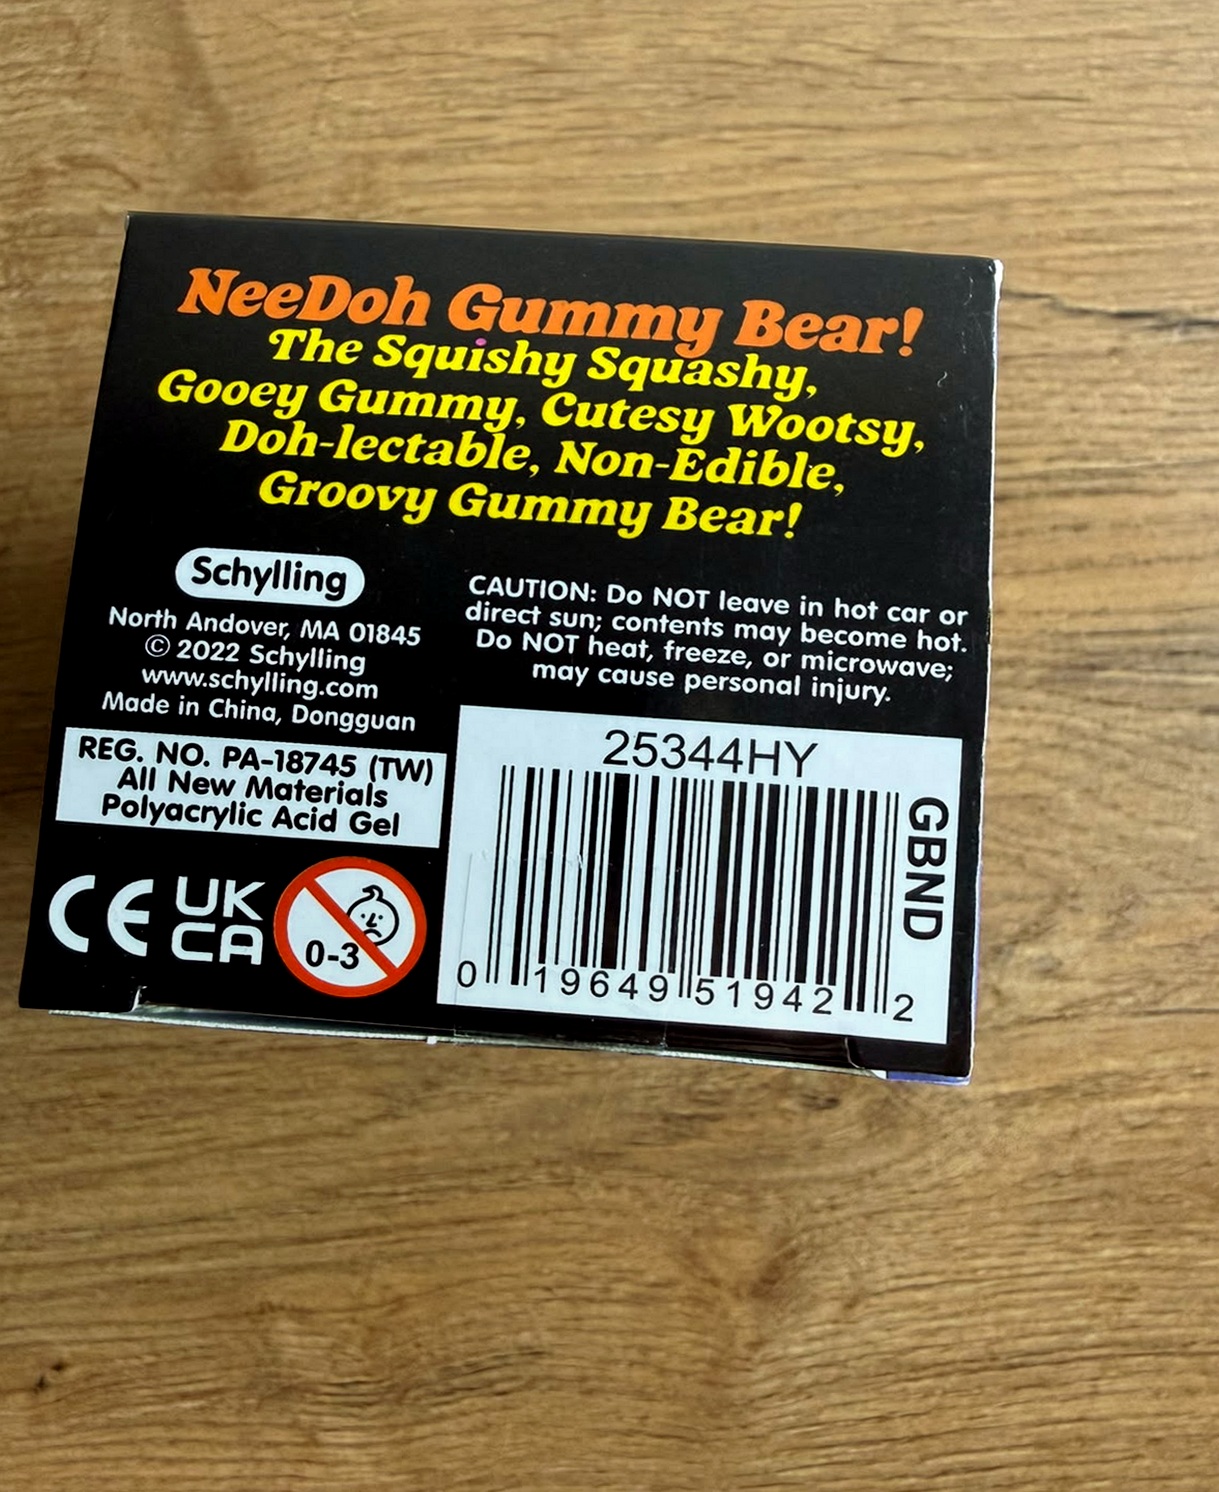 NeeDoh Gummy Bear!
The Squishy Squashy,
Gooey Gummy, Cutesy Wootsy,
Doh-lectable, Non-Edible,
Groovy Gummy Bear!
Schylling
North Andover, MA 01845
© 2022 Schylling
www.schylling.com
Made in China, Dongguan
REG. NO. PA-18745 (TW)
All New Materials
Polyacrylic Acid Gel
CE
UK
CA
0-3
CAUTION: Do NOT leave in hot car or
direct sun; contents may become hot.
Do NOT heat, freeze, or microwave;
may cause personal injury.
25344HY
GBND
0 19649 51942 2